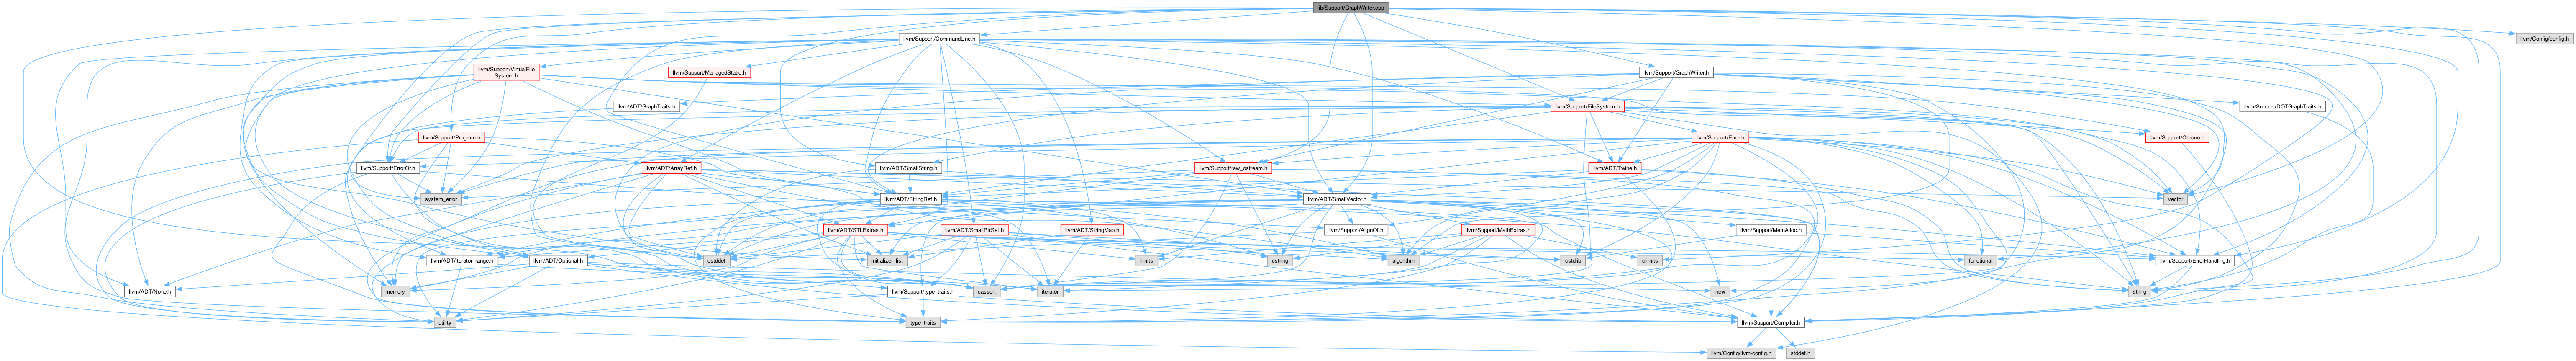 lib/Support/GraphWriter.cpp
llvm/Support/CommandLine.h
llvm/Config/config.h
llvm/Support/VirtualFile
System.h
llvm/Support/ManagedStatic.h
llvm/Support/GraphWriter.h
llvm/ADT/GraphTraits.h
llvm/Support/FileSystem.h
llvm/Support/DOTGraphTraits.h
llvm/Support/Program.h
llvm/Support/Error.h
llvm/Support/Chrono.h
llvm/Support/ErrorOr.h
llvm/ADT/ArrayRef.h
llvm/ADT/SmallString.h
llvm/Support/raw_ostream.h
llvm/ADT/Twine.h
system_error
llvm/ADT/StringRef.h
llvm/ADT/SmallVector.h
vector
llvm/ADT/STLExtras.h
llvm/ADT/SmallPtrSet.h
llvm/ADT/StringMap.h
llvm/Support/AlignOf.h
llvm/Support/MathExtras.h
llvm/Support/MemAlloc.h
llvm/ADT/iterator_range.h
llvm/ADT/Optional.h
cstddef
initializer_list
limits
cstring
algorithm
cstdlib
climits
functional
llvm/Support/ErrorHandling.h
llvm/ADT/None.h
memory
llvm/Support/type_traits.h
cassert
iterator
new
string
utility
type_traits
llvm/Support/Compiler.h
llvm/Config/llvm-config.h
stddef.h